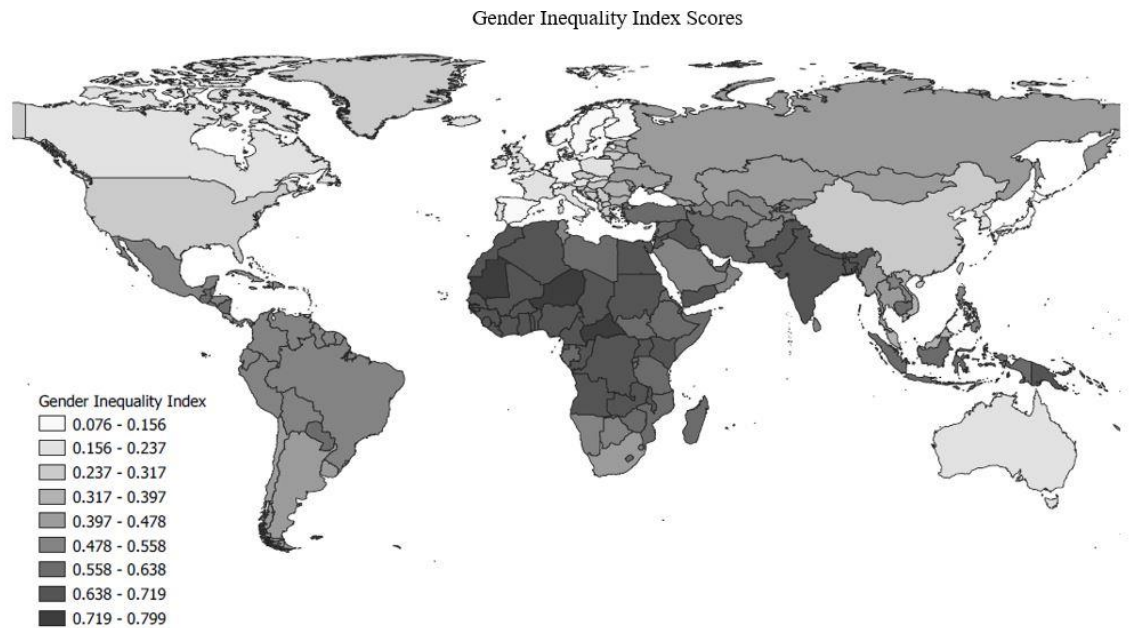 Gender Inequality Index Scores
Gender Inequality Index
0.076 - 0.156
0.156 - 0.237
0.237 - 0.317
0.317 - 0.397
0.397 - 0.478
0.478 - 0.558
0.558 - 0.638
0.638 - 0.719
0.719 - 0.799